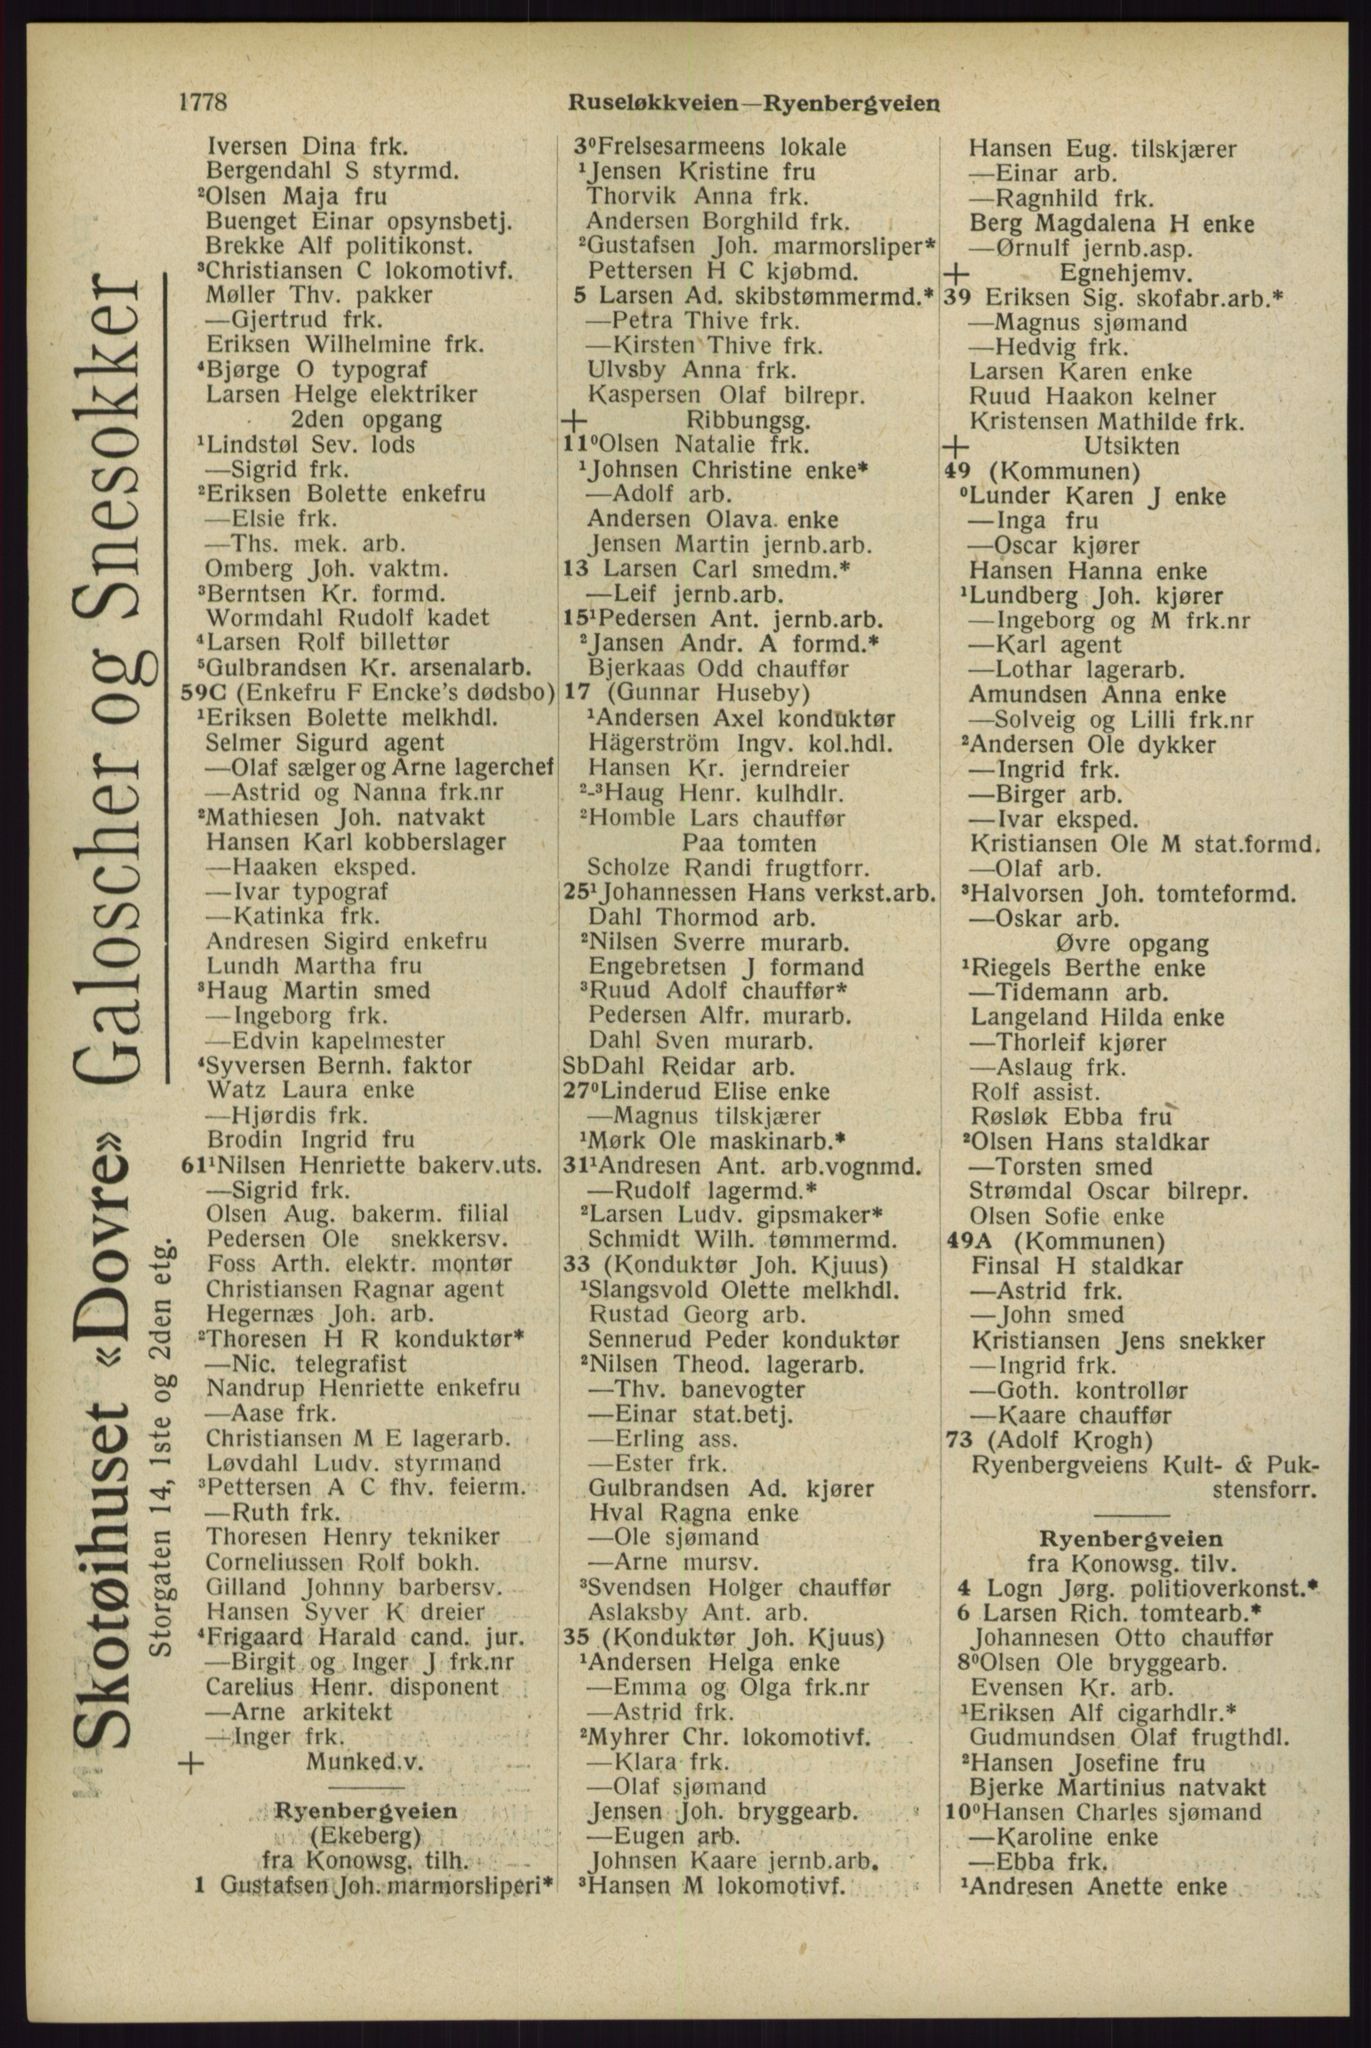 1778
Ruseløkkveien—Ryenbergveien
Skotøihuset «Dovre» Galoscher og Snesokker
Storgaten 14, 1ste og 2den etg.
Iversen Dina frk.
Bergendahl S styrmd.
²Olsen Maja fru
Buenget Einar opsynsbetj.
Brekke Alf politikonst.
³Christiansen C lokomotivf.
Møller Thv. pakker
—Gjertrud frk.
Eriksen Wilhelmine frk.
⁴Bjørge O typograf
Larsen Helge elektriker
2den opgang
¹Lindstøl Sev. lods
—Sigrid frk.
²Eriksen Bolette enkefru
—Elsie frk.
—Ths. mek. arb.
Omberg Joh. vaktm.
³Berntsen Kr. formd.
Wormdahl Rudolf kadet
⁴Larsen Rolf billettør
⁵Gulbrandsen Kr. arsenalarb.
59C (Enkefru F Encke's dødsbo)
¹Eriksen Bolette melkhdl.
Selmer Sigurd agent
—Olaf sælger og Arne lagerchef
—Astrid og Nanna frk.nr
²Mathiesen Joh. natvakt
Hansen Karl kobberslager
—Haaken eksped.
—Ivar typograf
—Katinka frk.
Andresen Sigird enkefru
Lundh Martha fru
³Haug Martin smed
—Ingeborg frk.
—Edvin kapelmester
⁴Syversen Bernh. faktor
Watz Laura enke
—Hjørdis frk.
Brodin Ingrid fru
61¹Nilsen Henriette bakerv.uts.
—Sigrid frk.
Olsen Aug. bakerm. filial
Pedersen Ole snekkersv.
Foss Arth. elektr. montør
Christiansen Ragnar agent
Hegernæs Joh. arb.
²Thoresen H R konduktør*
—Nic. telegrafist
Nandrup Henriette enkefru
—Aase frk.
Christiansen M E lagerarb.
Løvdahl Ludv. styrmand
³Pettersen A C fhv. feierm.
—Ruth frk.
Thoresen Henry tekniker
Corneliussen Rolf bokh.
Gilland Johnny barbersv.
Hansen Syver K dreier
⁴Frigaard Harald cand. jur.
—Birgit og Inger J frk.nr
Carelius Henr. disponent
—Arne arkitekt
—Inger frk.
+ Munked.v.
Ryenbergveien
(Ekeberg)
fra Konowsg. tilh.
1 Gustafsen Joh. marmorsliperi*
3⁰Frelsesarmeens lokale
¹Jensen Kristine fru
Thorvik Anna frk.
Andersen Borghild frk.
²Gustafsen Joh. marmorsliper*
Pettersen H C kjøbmd.
5 Larsen Ad. skibstømmermd.*
—Petra Thive frk.
—Kirsten Thive frk.
Ulvsby Anna frk.
Kaspersen Olaf bilrepr.
+ Ribbungsg.
11⁰Olsen Natalie frk.
¹Johnsen Christine enke*
—Adolf arb.
Andersen Olava enke
Jensen Martin jernb.arb.
13 Larsen Carl smedm.*
—Leif jernb.arb.
15¹Pedersen Ant. jernb.arb.
²Jansen Andr. A formd.*
Bjerkaas Odd chauffør
17 (Gunnar Huseby)
¹Andersen Axel konduktør
Hägerström Ingv. kol.hdl.
Hansen Kr. jerndreier
²-³Haug Henr. kulhdlr.
²Homble Lars chauffør
Paa tomten
Scholze Randi frugtforr.
25¹Johannessen Hans verkst.arb.
Dahl Thormod arb.
²Nilsen Sverre murarb.
Engebretsen J formand
³Ruud Adolf chauffør*
Pedersen Alfr. murarb.
Dahl Sven murarb.
SbDahl Reidar arb.
27⁰Linderud Elise enke
—Magnus tilskjærer
¹Mørk Ole maskinarb.*
31¹Andresen Ant. arb.vognmd.
—Rudolf lagermd.*
²Larsen Ludv. gipsmaker*
Schmidt Wilh. tømmermd.
33 (Konduktør Joh. Kjuus)
¹Slangsvold Olette melkhdl.
Rustad Georg arb.
Sennerud Peder konduktør
²Nilsen Theod. lagerarb.
—Thv. banevogter
—Einar stat.betj.
—Erling ass.
—Ester frk.
Gulbrandsen Ad. kjører
Hval Ragna enke
—Ole sjømand
—Arne mursv.
³Svendsen Holger chauffør
Aslaksby Ant. arb.
35 (Konduktør Joh. Kjuus)
¹Andersen Helga enke
—Emma og Olga frk.nr
—Astrid frk.
²Myhrer Chr. lokomotivf.
—Klara frk.
—Olaf sjømand
Jensen Joh. bryggearb.
—Eugen arb.
Johnsen Kaare jernb.arb.
³Hansen M lokomotivf.
Hansen Eug. tilskjærer
—Einar arb.
—Ragnhild frk.
Berg Magdalena H enke
—Ørnulf jernb.asp.
+ Egnehjemv.
39 Eriksen Sig. skofabr.arb.*
—Magnus sjømand
—Hedvig frk.
Larsen Karen enke
Ruud Haakon kelner
Kristensen Mathilde frk.
+ Utsikten
49 (Kommunen)
⁰Lunder Karen J enke
—Inga fru
—Oscar kjører
Hansen Hanna enke
¹Lundberg Joh. kjører
—Ingeborg og M frk.nr
—Karl agent
—Lothar lagerarb.
Amundsen Anna enke
—Solveig og Lilli frk.nr
²Andersen Ole dykker
—Ingrid frk.
—Birger arb.
—Ivar eksped.
Kristiansen Ole M stat.formd.
—Olaf arb.
³Halvorsen Joh. tomteformd.
—Oskar arb.
Øvre opgang
¹Riegels Berthe enke
—Tidemann arb.
Langeland Hilda enke
—Thorleif kjører
—Aslaug frk.
Rolf assist.
Røsløk Ebba fru
²Olsen Hans staldkar
—Torsten smed
Strømdal Oscar bilrepr.
Olsen Sofie enke
49A (Kommunen)
Finsal H staldkar
—Astrid frk.
—John smed
Kristiansen Jens snekker
—Ingrid frk.
—Goth. kontrollør
—Kaare chauffør
73 (Adolf Krogh)
Ryenbergveiens Kult- & Puk-
stensforr.
Ryenbergveien
fra Konowsg. tilv.
4 Logn Jørg. politioverkonst.*
6 Larsen Rich. tomtearb.*
Johannesen Otto chauffør
8⁰Olsen Ole bryggearb.
Evensen Kr. arb.
¹Eriksen Alf cigarhdlr.*
Gudmundsen Olaf frugthdl.
²Hansen Josefine fru
Bjerke Martinius natvakt
10⁰Hansen Charles sjømand
—Karoline enke
—Ebba frk.
¹Andresen Anette enke